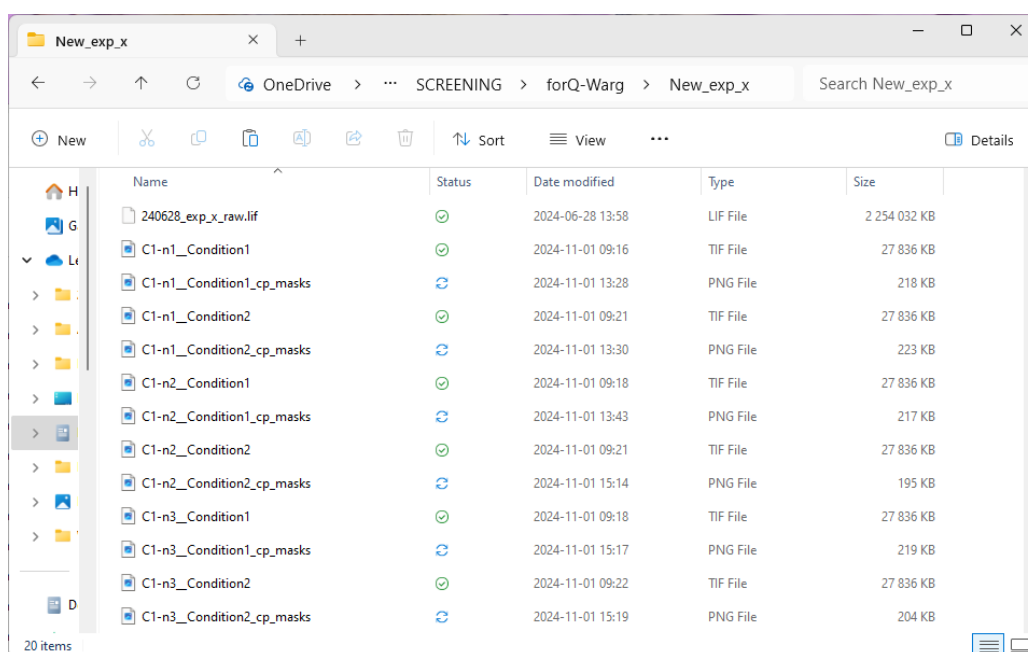 New_exp_x
OneDrive > ... SCREENING > forQ-Warg > New_exp_x Search New_exp_x
New Sort View ... Details
Name Status Date modified Type Size
240628_exp_x_raw.lif 2024-06-28 13:58 LIF File 2 254 032 KB
C1-n1__Condition1 2024-11-01 09:16 TIF File 27 836 KB
C1-n1__Condition1_cp_masks 2024-11-01 13:28 PNG File 218 KB
C1-n1__Condition2 2024-11-01 09:21 TIF File 27 836 KB
C1-n1__Condition2_cp_masks 2024-11-01 13:30 PNG File 223 KB
C1-n2__Condition1 2024-11-01 09:18 TIF File 27 836 KB
C1-n2__Condition1_cp_masks 2024-11-01 13:43 PNG File 217 KB
C1-n2__Condition2 2024-11-01 09:21 TIF File 27 836 KB
C1-n2__Condition2_cp_masks 2024-11-01 15:14 PNG File 195 KB
C1-n3__Condition1 2024-11-01 09:18 TIF File 27 836 KB
C1-n3__Condition1_cp_masks 2024-11-01 15:17 PNG File 219 KB
C1-n3__Condition2 2024-11-01 09:22 TIF File 27 836 KB
C1-n3__Condition2_cp_masks 2024-11-01 15:19 PNG File 204 KB
20 items